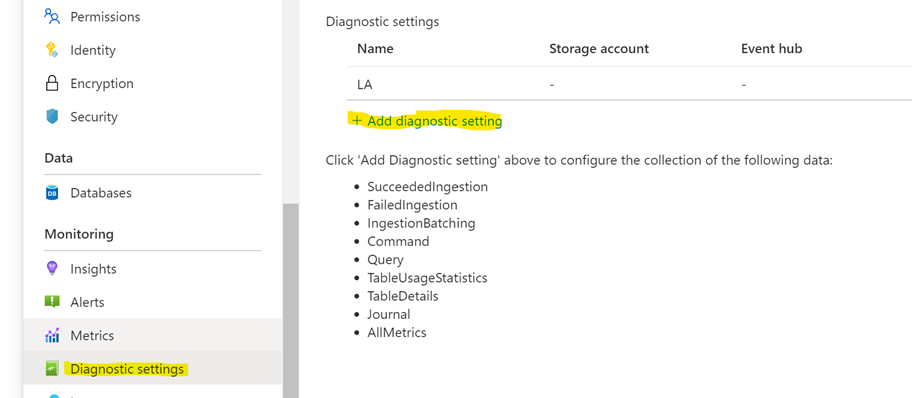 Permissions
Identity
Encryption
Security
Data
DB
Databases
Monitoring
Insights
Alerts
Metrics
Diagnostic settings
Diagnostic settings
Name Storage account Event hub
LA - -
+ Add diagnostic setting
Click 'Add Diagnostic setting' above to configure the collection of the following data:
• SucceededIngestion
• FailedIngestion
• IngestionBatching
• Command
• Query
• TableUsageStatistics
• TableDetails
• Journal
• AllMetrics